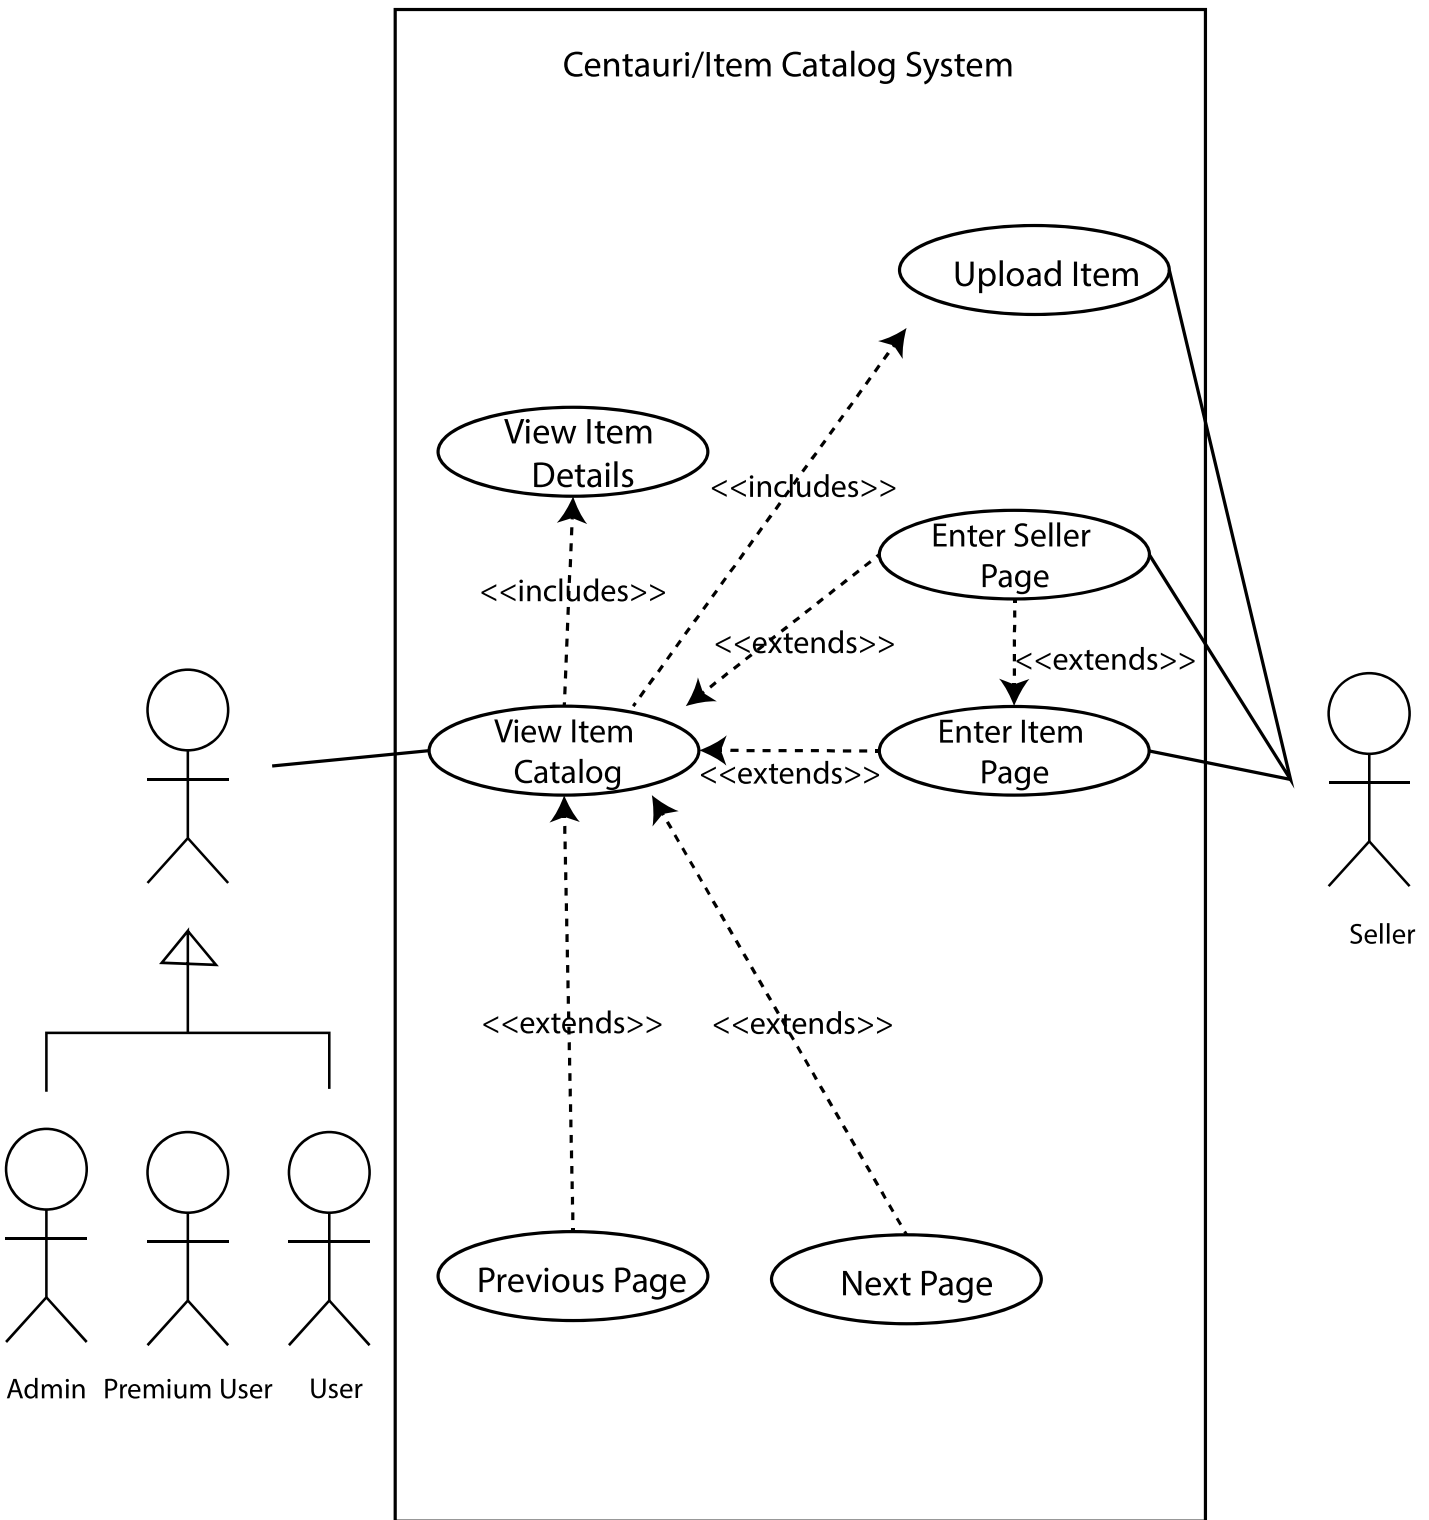 Centauri/Item Catalog System
Upload Item
View Item
Details
<<includes>>
Enter Seller
Page
<<includes>>
<<extends>>
<<extends>>
View Item
Catalog
Enter Item
Page
<<extends>>
Seller
<<extends>>
<<extends>>
Previous Page
Next Page
Admin
Premium User
User